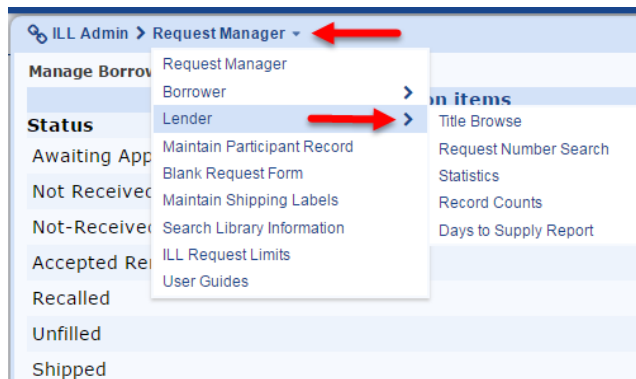 ILL Admin > Request Manager
Manage Borrov
Request Manager
Borrower
on items
Status
Lender
Title Browse
Awaiting App
Maintain Participant Record
Request Number Search
Blank Request Form
Statistics
Not Received
Maintain Shipping Labels
Record Counts
Not-Received
Search Library Information
Days to Supply Report
Accepted Re
ILL Request Limits
User Guides
Recalled
Unfilled
Shipped